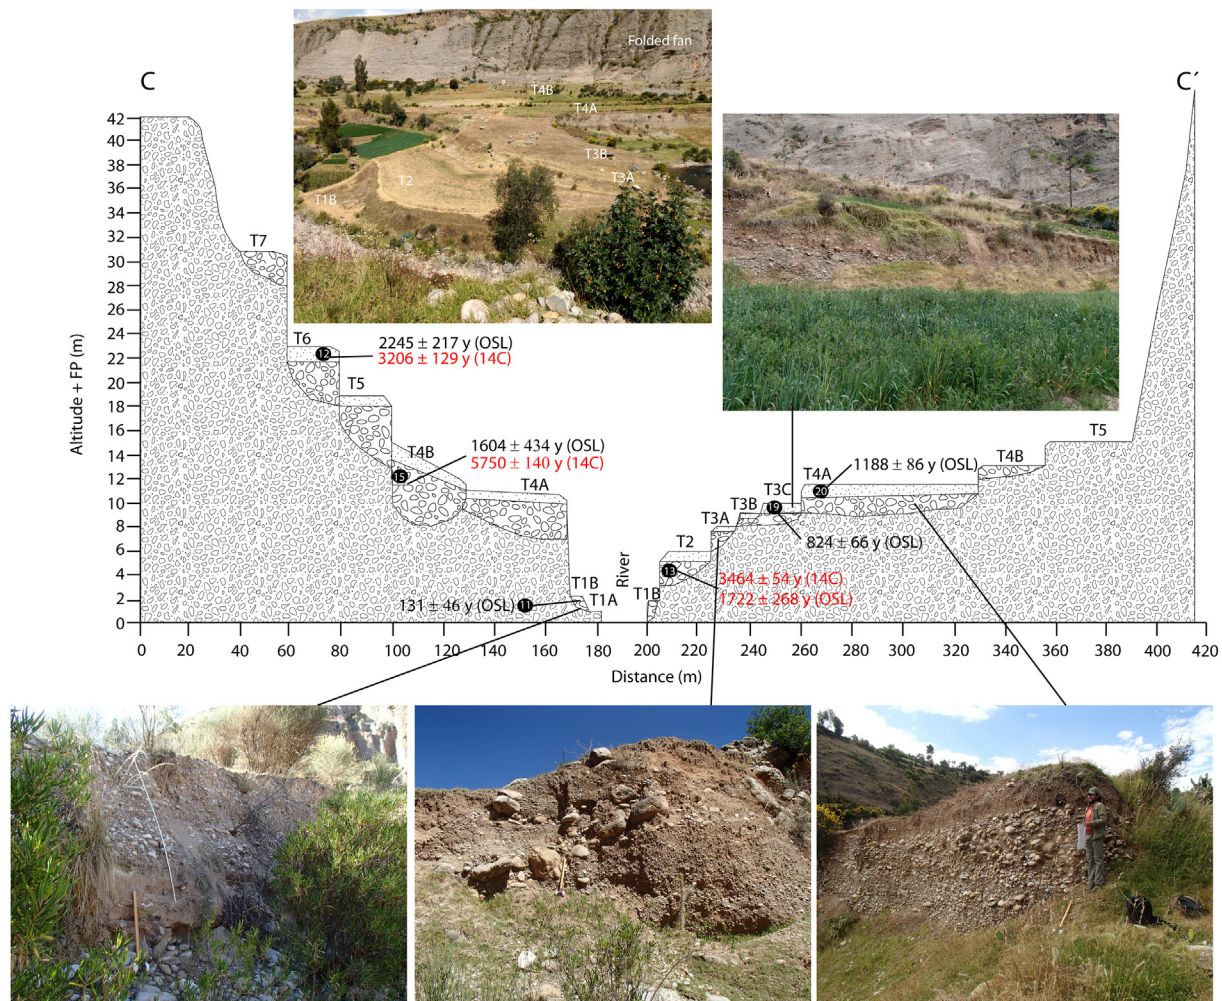 C
C´
Folded fan
T4B
T4A
T3B
T3A
T2
T1B
Altitude + FP (m)
42
40
38
36
34
32
30
28
26
24
22
20
18
16
14
12
10
8
6
4
2
0
T7
T6
12
2245 ± 217 y (OSL)
3206 ± 129 y (14C)
T5
T4B
15
1604 ± 434 y (OSL)
5750 ± 140 y (14C)
T4A
T1B
T1A
131 ± 46 y (OSL)
11
River
T1B
T2
13
3464 ± 54 y (14C)
1722 ± 268 y (OSL)
T3A
T3B
T3C
19
824 ± 66 y (OSL)
T4A
20
1188 ± 86 y (OSL)
T4B
T5
0 20 40 60 80 100 120 140 160 180 200 220 240 260 280 300 320 340 360 380 400 420
Distance (m)